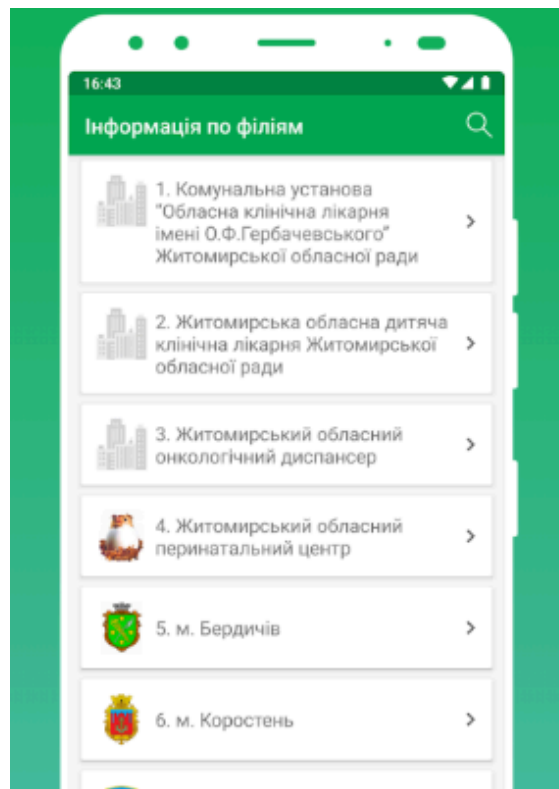 16:43
Інформація по філіям
1. Комунальна установа
"Обласна клінічна лікарня
імені О.Ф.Гербачевського"
Житомирської обласної ради
2. Житомирська обласна дитяча
клінічна лікарня Житомирської
обласної ради
3. Житомирський обласний
онкологічний диспансер
4. Житомирський обласний
перинатальний центр
5. м. Бердичів
6. м. Коростень